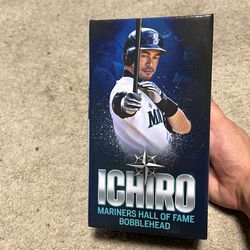 ICHIRO
MARINERS HALL OF FAME
BOBBLEHEAD